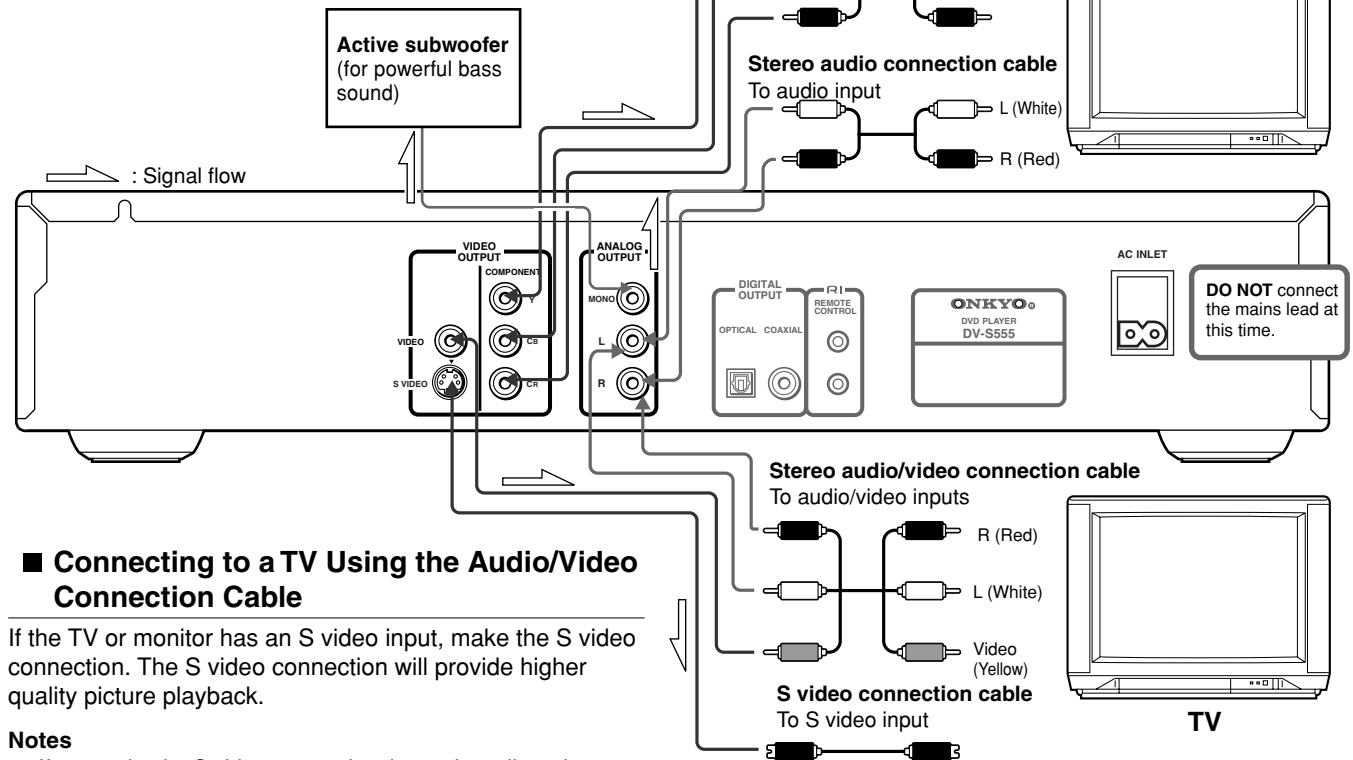 Active subwoofer
(for powerful bass
sound)
Stereo audio connection cable
To audio input
L (White)
R (Red)
: Signal flow
VIDEO
OUTPUT
COMPONENT
Y
CB
CR
VIDEO
S VIDEO
ANALOG
OUTPUT
MONO
L
R
DIGITAL
OUTPUT
OPTICAL COAXIAL
RI
REMOTE
CONTROL
ONKYO
DVD PLAYER
DV-S555
AC INLET
DO NOT connect
the mains lead at
this time.
Stereo audio/video connection cable
To audio/video inputs
R (Red)
L (White)
Video
(Yellow)
S video connection cable
To S video input
TV
■ Connecting to a TV Using the Audio/Video
Connection Cable
If the TV or monitor has an S video input, make the S video
connection. The S video connection will provide higher
quality picture playback.
Notes